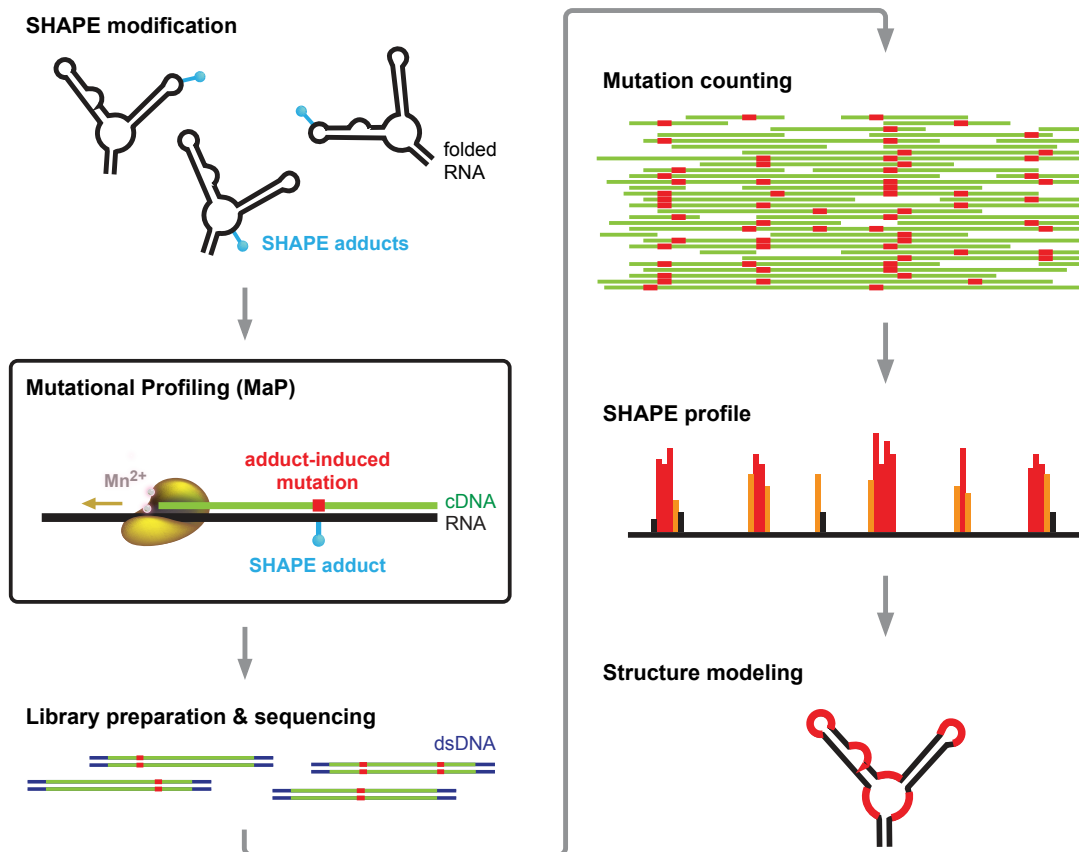 SHAPE modification
folded
RNA
SHAPE adducts
Mutational Profiling (MaP)
Mn2+
adduct-induced
mutation
cDNA
RNA
SHAPE adduct
Library preparation & sequencing
dsDNA
Mutation counting
SHAPE profile
Structure modeling